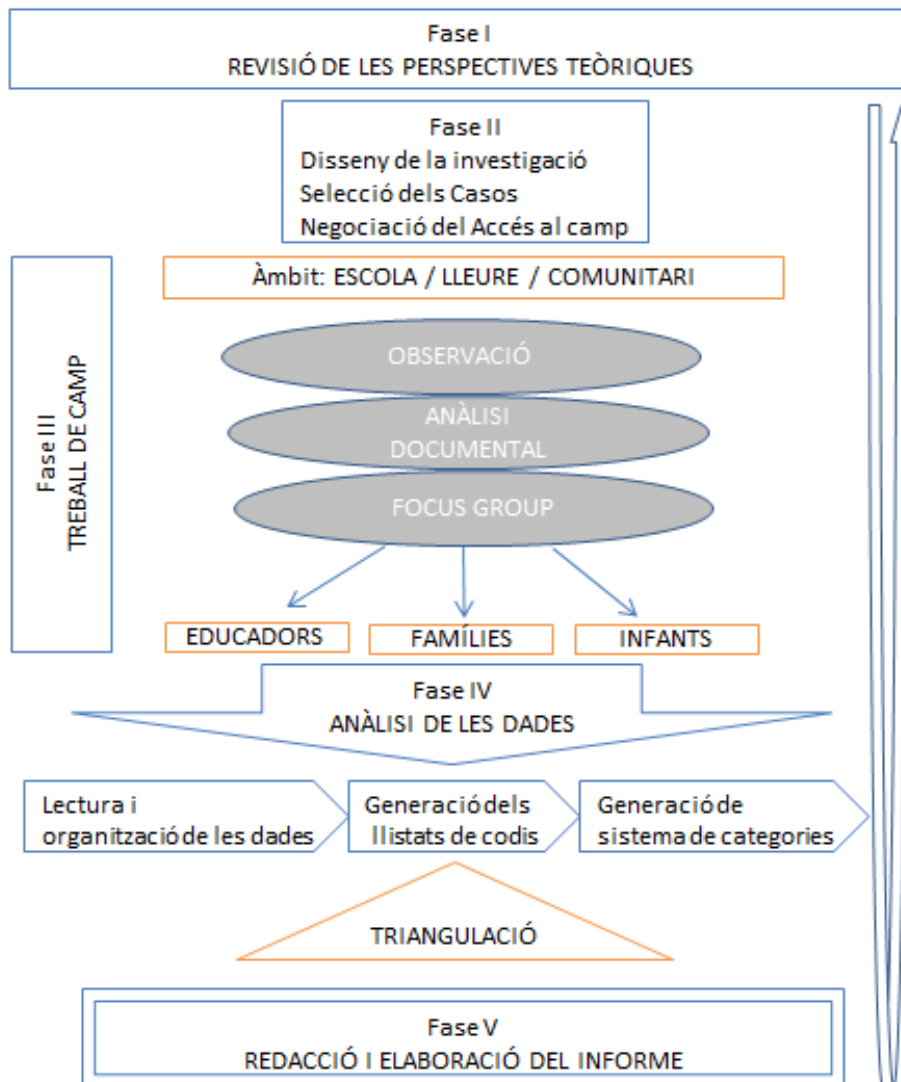 Fase I
REVISIÓ DE LES PERSPECTIVES TEÒRIQUES
Fase II
Disseny de la investigació
Selecció dels Casos
Negociació del Accés al camp
Fase III
TREBALL DE CAMP
Àmbit: ESCOLA / LLEURE / COMUNITARI
OBSERVACIÓ
ANÀLISI
DOCUMENTAL
FOCUS GROUP
EDUCADORS
FAMÍLIES
INFANTS
Fase IV
ANÀLISI DE LES DADES
Lectura i
organització de les dades
Generació dels
llistats de codis
Generació de
sistema de categories
TRIANGULACIÓ
Fase V
REDACCIÓ I ELABORACIÓ DEL INFORME